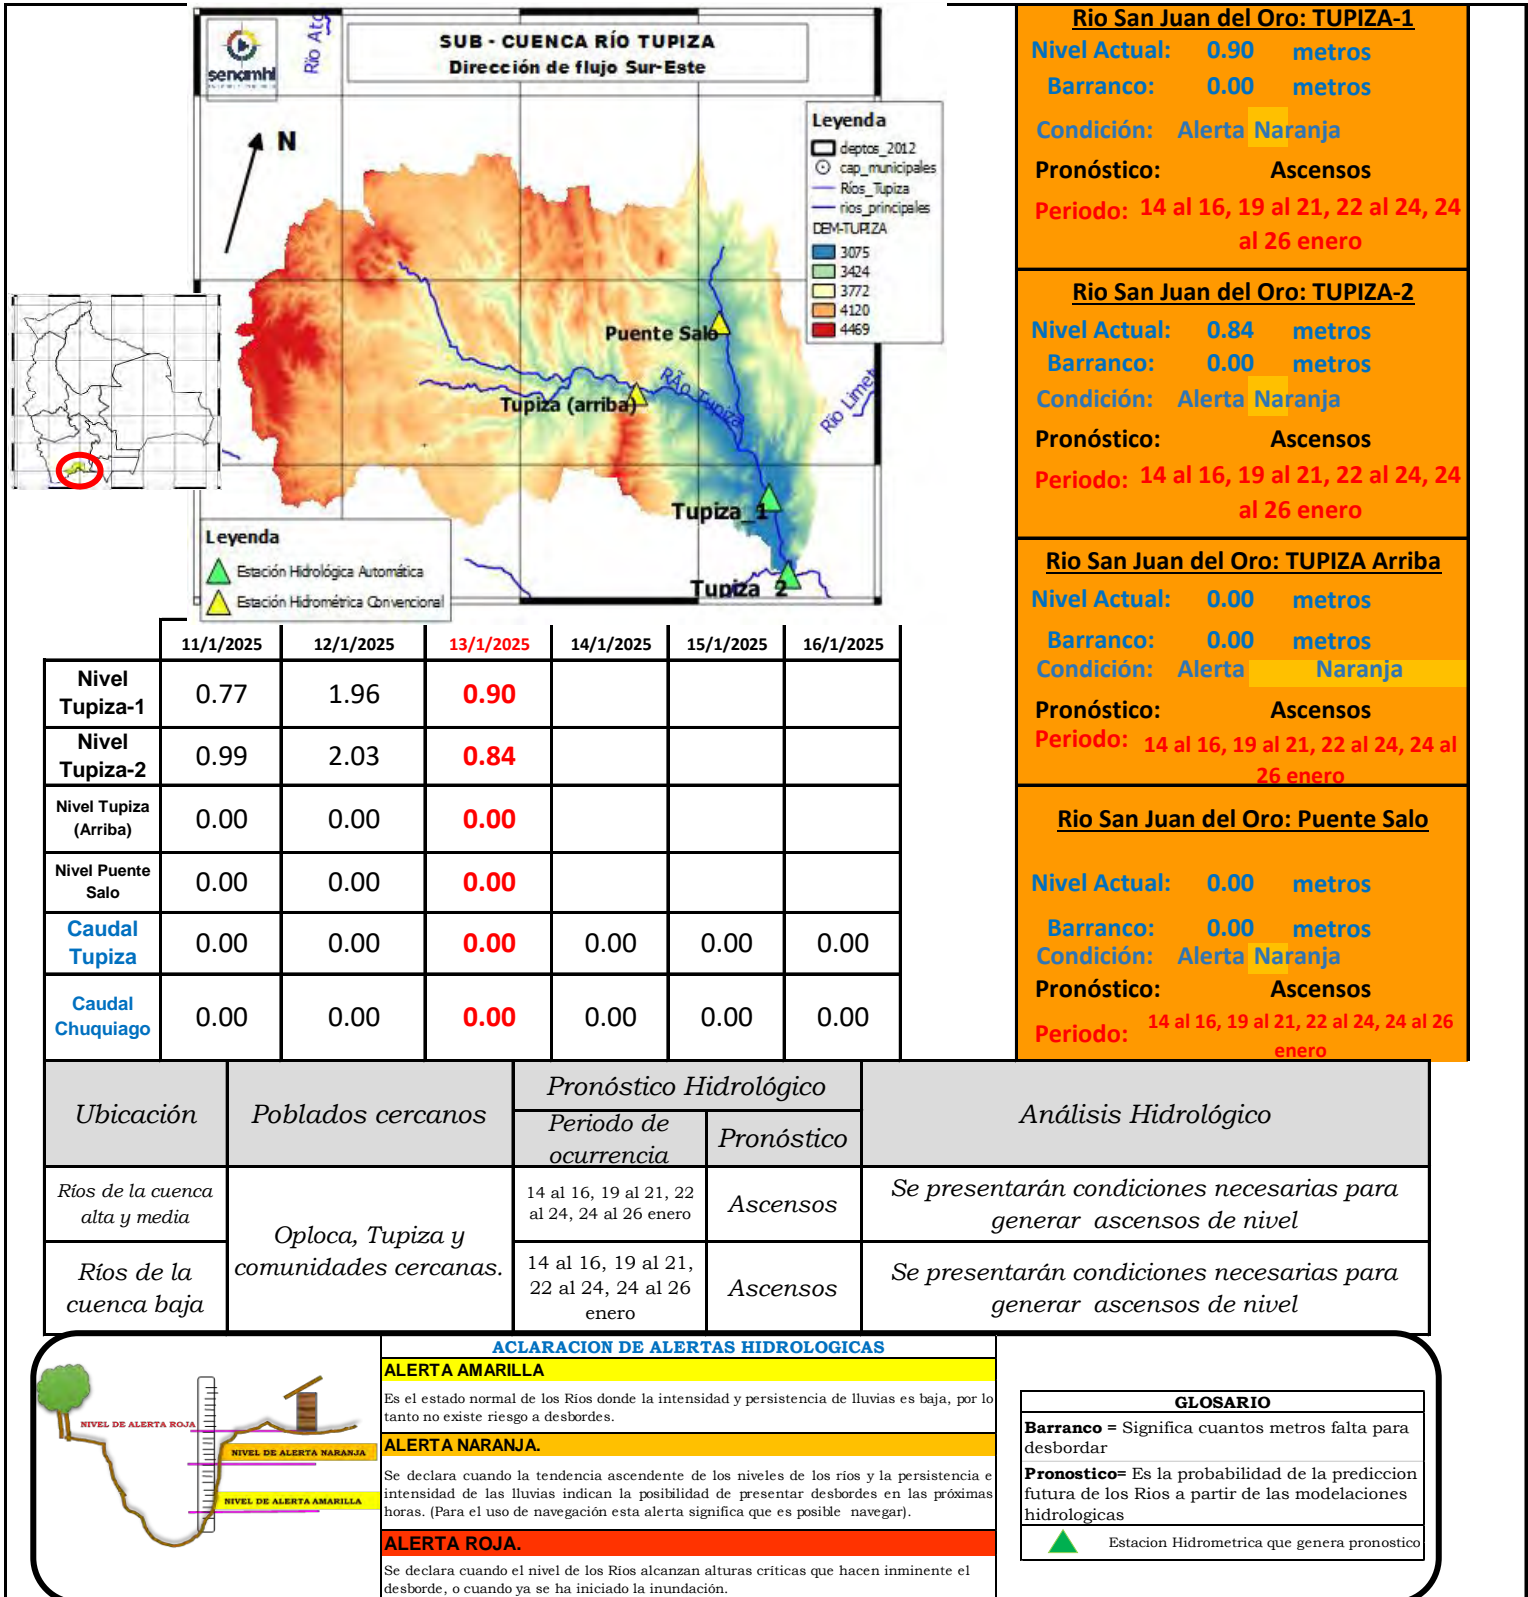 senamhi
Río Ato
SUB - CUENCA RÍO TUPIZA
Dirección de flujo Sur-Este
N
Leyenda
deptos_2012
cap_municipales
Ríos_Tupiza
rios_principales
DEM-TUPIZA
3075
3424
3772
4120
4469
Puente Salo
RÃo Tupiza
Tupiza (arriba)
Rio Limet
Tupiza_1
Tupiza_2
Leyenda
Estación Hidrológica Automática
Estación Hidrométrica Convencional
Rio San Juan del Oro: TUPIZA-1
Nivel Actual: 0.90 metros
Barranco: 0.00 metros
Condición: Alerta Naranja
Pronóstico: Ascensos
Periodo: 14 al 16, 19 al 21, 22 al 24, 24
al 26 enero
Rio San Juan del Oro: TUPIZA-2
Nivel Actual: 0.84 metros
Barranco: 0.00 metros
Condición: Alerta Naranja
Pronóstico: Ascensos
Periodo: 14 al 16, 19 al 21, 22 al 24, 24
al 26 enero
Rio San Juan del Oro: TUPIZA Arriba
Nivel Actual: 0.00 metros
Barranco: 0.00 metros
Condición: Alerta Naranja
Pronóstico: Ascensos
Periodo: 14 al 16, 19 al 21, 22 al 24, 24 al
26 enero
Rio San Juan del Oro: Puente Salo
Nivel Actual: 0.00 metros
Barranco: 0.00 metros
Condición: Alerta Naranja
Pronóstico: Ascensos
Periodo: 14 al 16, 19 al 21, 22 al 24, 24 al 26
enero
11/1/2025 12/1/2025 13/1/2025 14/1/2025 15/1/2025 16/1/2025
Nivel
Tupiza-1 0.77 1.96 0.90
Nivel
Tupiza-2 0.99 2.03 0.84
Nivel Tupiza
(Arriba) 0.00 0.00 0.00
Nivel Puente
Salo 0.00 0.00 0.00
Caudal
Tupiza 0.00 0.00 0.00 0.00 0.00 0.00
Caudal
Chuquiago 0.00 0.00 0.00 0.00 0.00 0.00
Ubicación
Poblados cercanos
Pronóstico Hidrológico
Periodo de
ocurrencia
Pronóstico
Análisis Hidrológico
Ríos de la cuenca
alta y media
Oploca, Tupiza y
comunidades cercanas.
14 al 16, 19 al 21, 22
al 24, 24 al 26 enero
Ascensos
Se presentarán condiciones necesarias para
generar ascensos de nivel
Ríos de la
cuenca baja
14 al 16, 19 al 21,
22 al 24, 24 al 26
enero
Ascensos
Se presentarán condiciones necesarias para
generar ascensos de nivel
NIVEL DE ALERTA ROJA
NIVEL DE ALERTA NARANJA
NIVEL DE ALERTA AMARILLA
ACLARACION DE ALERTAS HIDROLOGICAS
ALERTA AMARILLA
Es el estado normal de los Rios donde la intensidad y persistencia de lluvias es baja, por lo
tanto no existe riesgo a desbordes.
ALERTA NARANJA.
Se declara cuando la tendencia ascendente de los niveles de los ríos y la persistencia e
intensidad de las lluvias indican la posibilidad de presentar desbordes en las próximas
horas. (Para el uso de navegación esta alerta significa que es posible navegar).
ALERTA ROJA.
Se declara cuando el nivel de los Rios alcanzan alturas críticas que hacen inminente el
desborde, o cuando ya se ha iniciado la inundación.
GLOSARIO
Barranco = Significa cuantos metros falta para
desbordar
Pronostico= Es la probabilidad de la prediccion
futura de los Rios a partir de las modelaciones
hidrologicas
Estacion Hidrometrica que genera pronostico